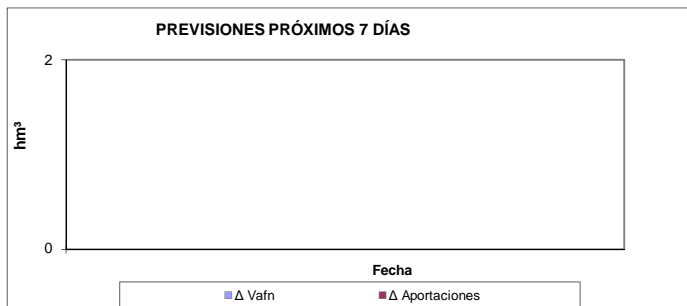 PREVISIONES PRÓXIMOS 7 DÍAS
2
hm³
0
Fecha
Δ Vafn
Δ Aportaciones